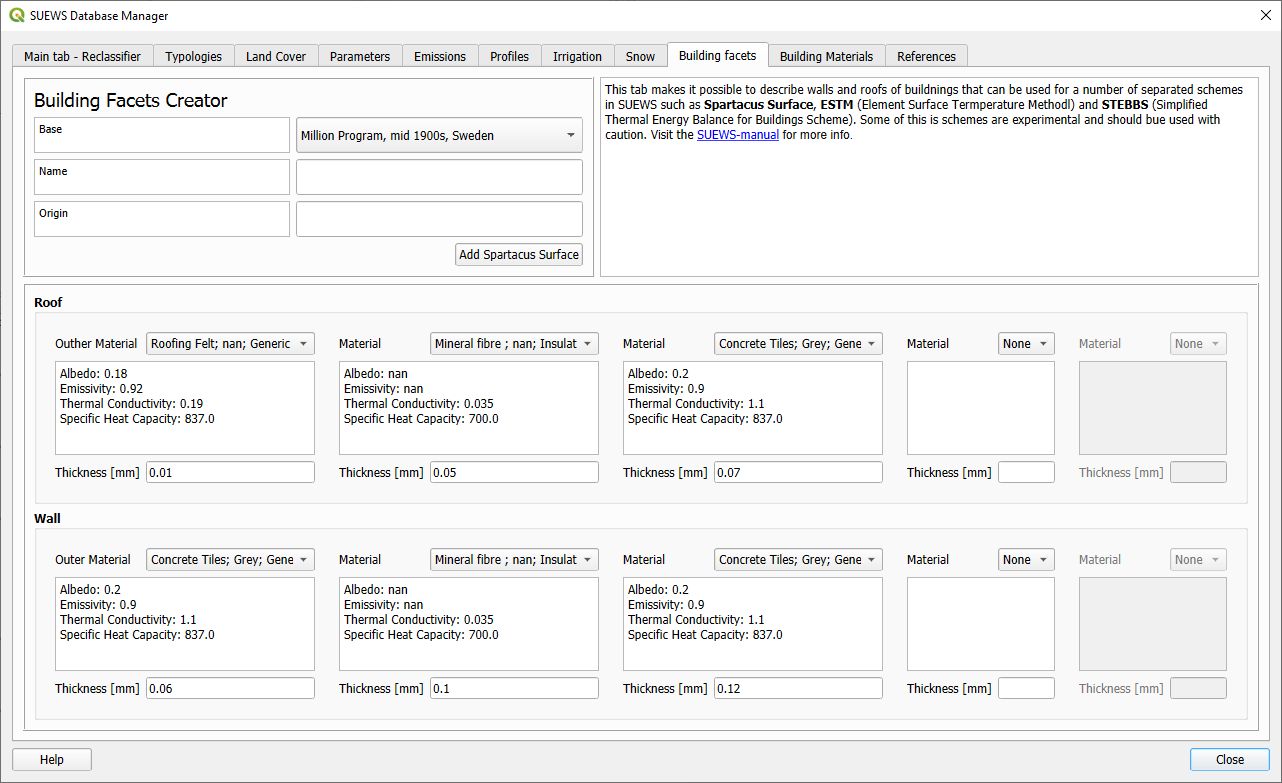 SUEWS Database Manager
Main tab - Reclassifier Typologies Land Cover Parameters Emissions Profiles Irrigation Snow Building facets Building Materials References
Building Facets Creator
Base Million Program, mid 1900s, Sweden
Name
Origin
Add Spartacus Surface
This tab makes it possible to describe walls and roofs of buildnings that can be used for a number of separated schemes
in SUEWS such as Spartacus Surface, ESTM (Element Surface Termperature Methodl) and STEBBS (Simplified
Thermal Energy Balance for Buildings Scheme). Some of this is schemes are experimental and should bue used with
caution. Visit the SUEWS-manual for more info.
Roof
Outher Material Roofing Felt; nan; Generic Material Mineral fibre ; nan; Insulat Material Concrete Tiles; Grey; Gene Material None Material None
Albedo: 0.18 Albedo: nan Albedo: 0.2
Emissivity: 0.92 Emissivity: nan Emissivity: 0.9
Thermal Conductivity: 0.19 Thermal Conductivity: 0.035 Thermal Conductivity: 1.1
Specific Heat Capacity: 837.0 Specific Heat Capacity: 700.0 Specific Heat Capacity: 837.0
Thickness [mm] 0.01 Thickness [mm] 0.05 Thickness [mm] 0.07 Thickness [mm] Thickness [mm]
Wall
Outer Material Concrete Tiles; Grey; Gene Material Mineral fibre ; nan; Insulat Material Concrete Tiles; Grey; Gene Material None Material None
Albedo: 0.2 Albedo: nan Albedo: 0.2
Emissivity: 0.9 Emissivity: nan Emissivity: 0.9
Thermal Conductivity: 1.1 Thermal Conductivity: 0.035 Thermal Conductivity: 1.1
Specific Heat Capacity: 837.0 Specific Heat Capacity: 700.0 Specific Heat Capacity: 837.0
Thickness [mm] 0.06 Thickness [mm] 0.1 Thickness [mm] 0.12 Thickness [mm] Thickness [mm]
Help Close